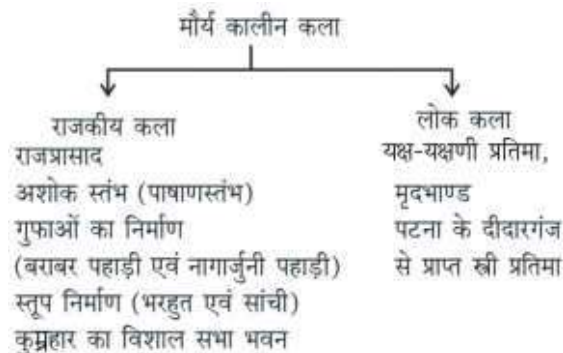 मौर्य कालीन कला
राजकीय कला
राजप्रासाद
अशोक स्तंभ (पाषाणस्तंभ)
गुफाओं का निर्माण
(बराबर पहाड़ी एवं नागार्जुनी पहाड़ी)
स्तूप निर्माण (भरहुत एवं सांची)
कुम्रहार का विशाल सभा भवन
लोक कला
यक्ष-यक्षणी प्रतिमा,
मृदभाण्ड
पटना के दीदारगंज
से प्राप्त स्त्री प्रतिमा